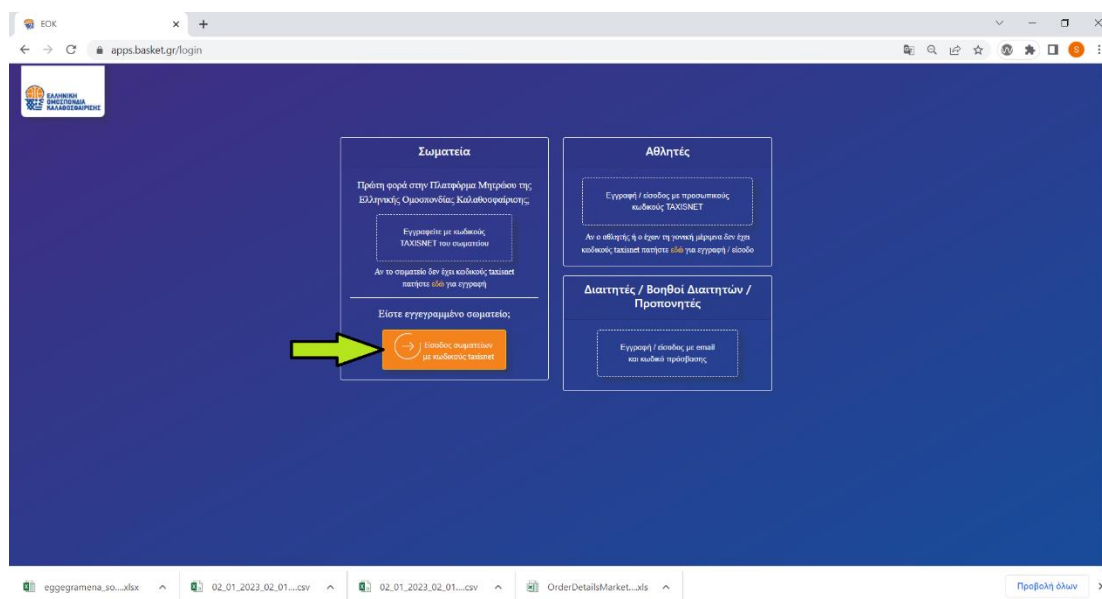 ΕΟΚ
apps.basket.gr/login
S
ΕΛΛΗΝΙΚΗ
ΟΜΟΣΠΟΝΔΙΑ
ΚΑΛΑΘΟΣΦΑΙΡΙΣΗΣ
Σωματεία
Πρώτη φορά στην Πλατφόρμα Μητρώου της
Ελληνικής Ομοσπονδίας Καλαθοσφαίρισης;
Εγγραφείτε με κωδικούς
TAXISNET του σωματείου
Αν το σωματείο δεν έχει κωδικούς taxisnet
πατήστε εδώ για εγγραφή
Είστε εγγεγραμμένο σωματείο;
Είσοδος σωματείων
με κωδικούς taxisnet
Αθλητές
Εγγραφή / είσοδος με προσωπικούς
κωδικούς TAXISNET
Αν ο αθλητής ή ο έχων τη γονική μέριμνα δεν έχει
κωδικούς taxisnet πατήστε εδώ για εγγραφή / είσοδο
Διαιτητές / Βοηθοί Διαιτητών /
Προπονητές
Εγγραφή / είσοδος με email
και κωδικό πρόσβασης
eggegramena_so....xlsx
02_01_2023_02_01....csv
02_01_2023_02_01....csv
OrderDetailsMarket....xls
Προβολή όλων